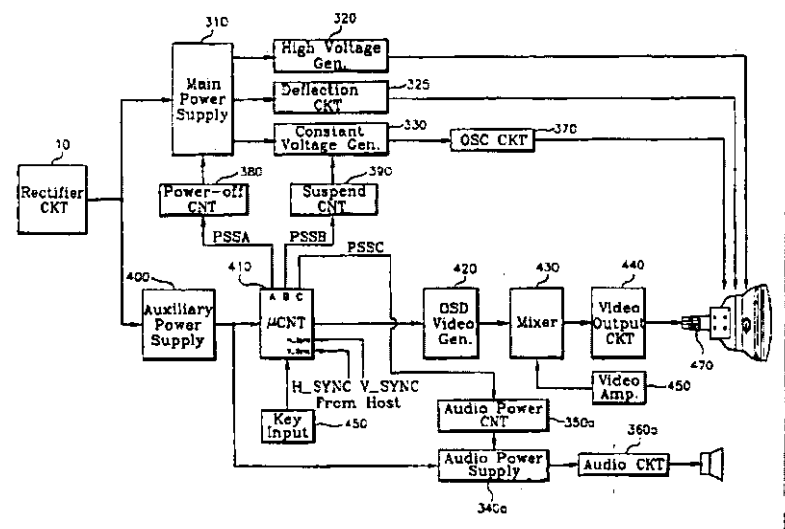 310
320
High Voltage
Gen.
Main
Power
Supply
325
Deflection
CKT
330
Constant
Voltage Gen.
370
OSC CKT
10
Rectifier
CKT
380
Power-off
CNT
390
Suspend
CNT
PSSA
PSSB
PSSC
400
Auxiliary
Power
Supply
410
A B C
μCNT
H_Sync
V_Sync
420
OSD
Video
Gen.
430
Mixer
440
Video
Output
CKT
470
H_SYNC V_SYNC
From Host
Key
Input
450
Video
Amp.
450
Audio Power
CNT
350a
Audio Power
Supply
340a
360a
Audio CKT